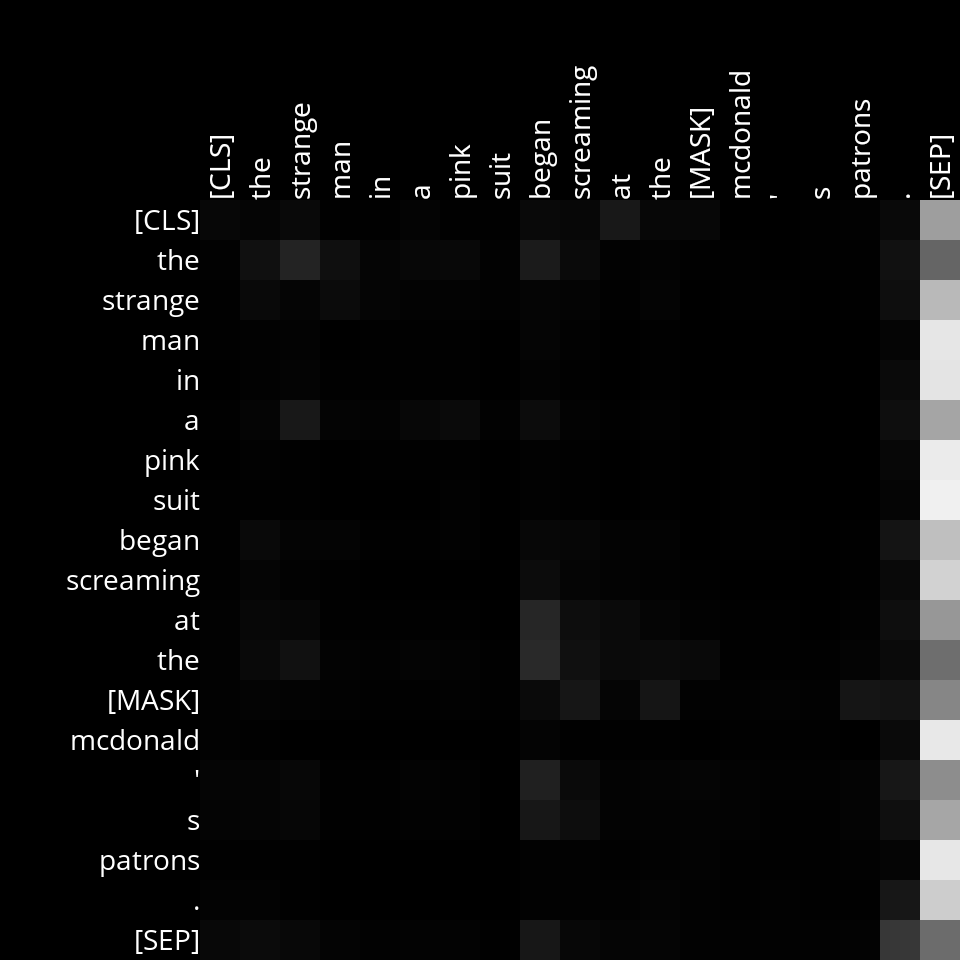 [CLS] the strange man in a pink suit began screaming at the [MASK] mcdonald ' s patrons . [SEP]
[CLS]
the
strange
man
in
a
pink
suit
began
screaming
at
the
[MASK]
mcdonald
'
s
patrons
.
[SEP]